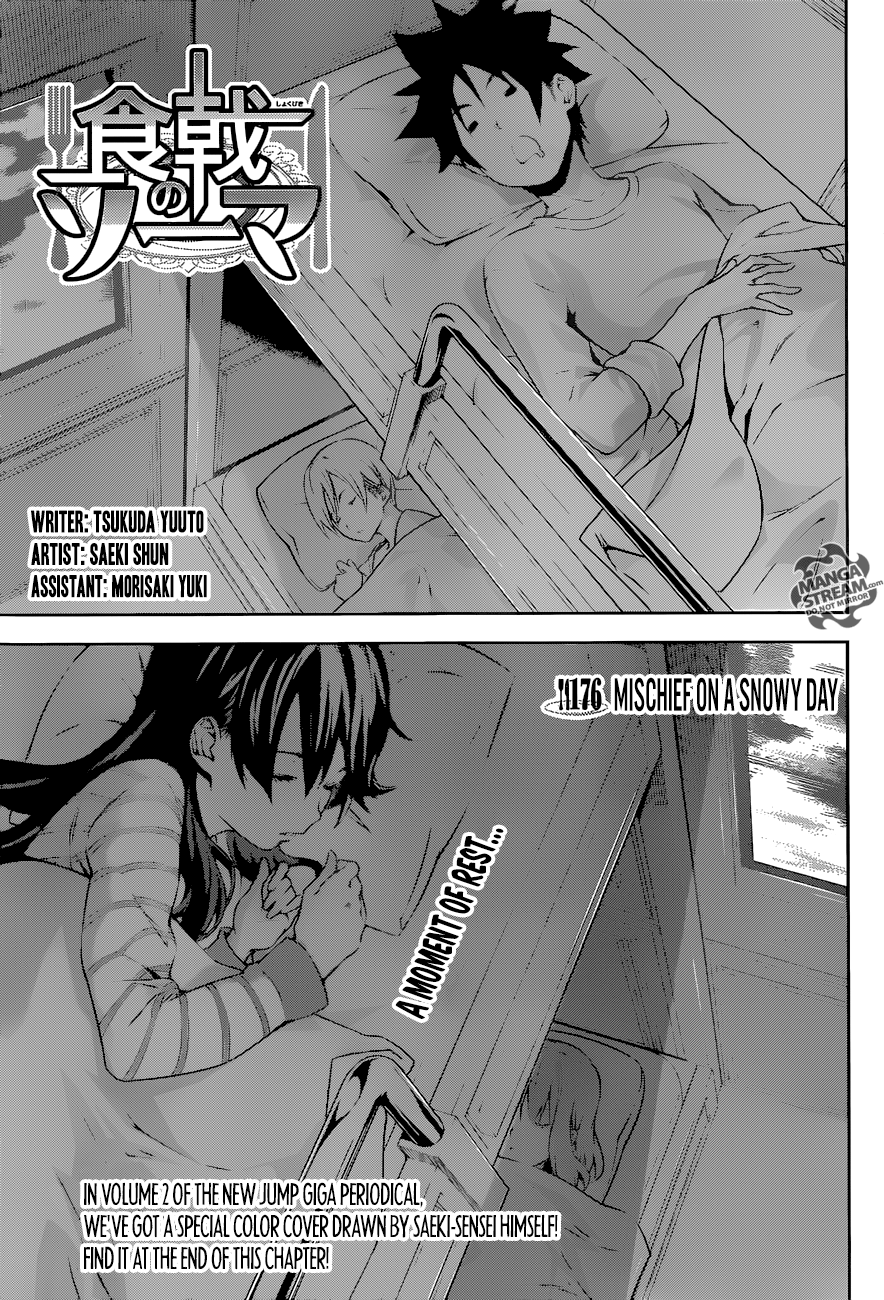 しょくげき
食戟の
ソーマ
WRITER: TSUKUDA YUUTO
ARTIST: SAEKI SHUN
ASSISTANT: MORISAKI YUKI
MANGA
STREAM.com
DO NOT MIRROR
176 MISCHIEF ON A SNOWY DAY
A MOMENT OF REST...
IN VOLUME 2 OF THE NEW JUMP GIGA PERIODICAL,
WE'VE GOT A SPECIAL COLOR COVER DRAWN BY SAEKI-SENSEI HIMSELF!
FIND IT AT THE END OF THIS CHAPTER!